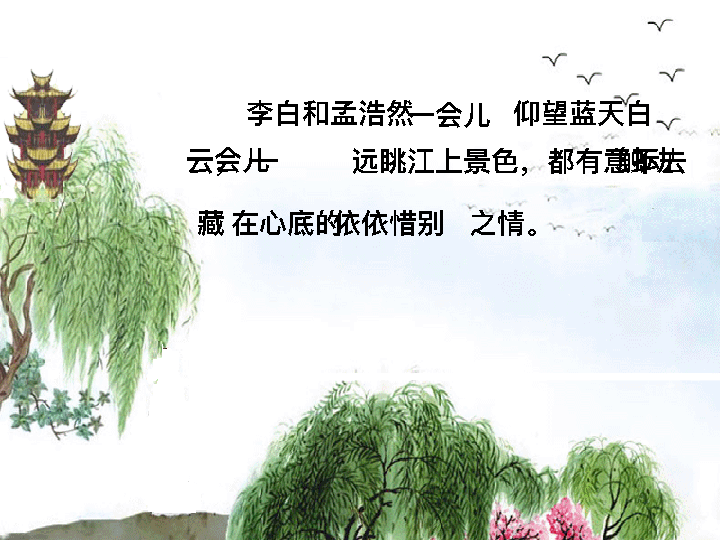 李白和孟浩然一会儿 仰望蓝天白
云,一会儿 远眺江上景色，都有意不去
藏 在心底的依依惜别 之情。